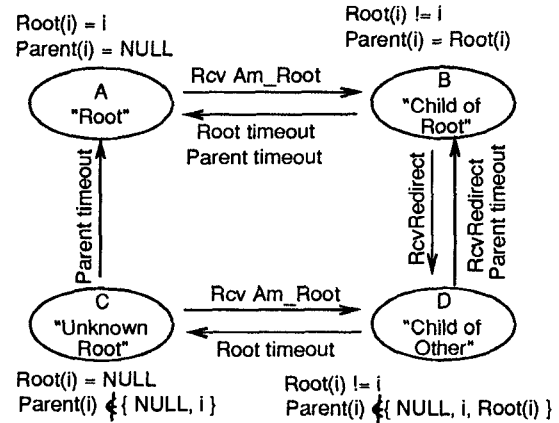 Root(i) = i
Parent(i) = NULL
Root(i) != i
Parent(i) = Root(i)
A
"Root"
Rcv Am_Root
Root timeout
Parent timeout
B
"Child of
Root"
Parent timeout
RcvRedirect
RcvRedirect
Parent timeout
C
"Unknown
Root"
Rcv Am_Root
Root timeout
D
"Child of
Other"
Root(i) = NULL
Parent(i) ∉ { NULL, i }
Root(i) != i
Parent(i) ∉ { NULL, i, Root(i) }